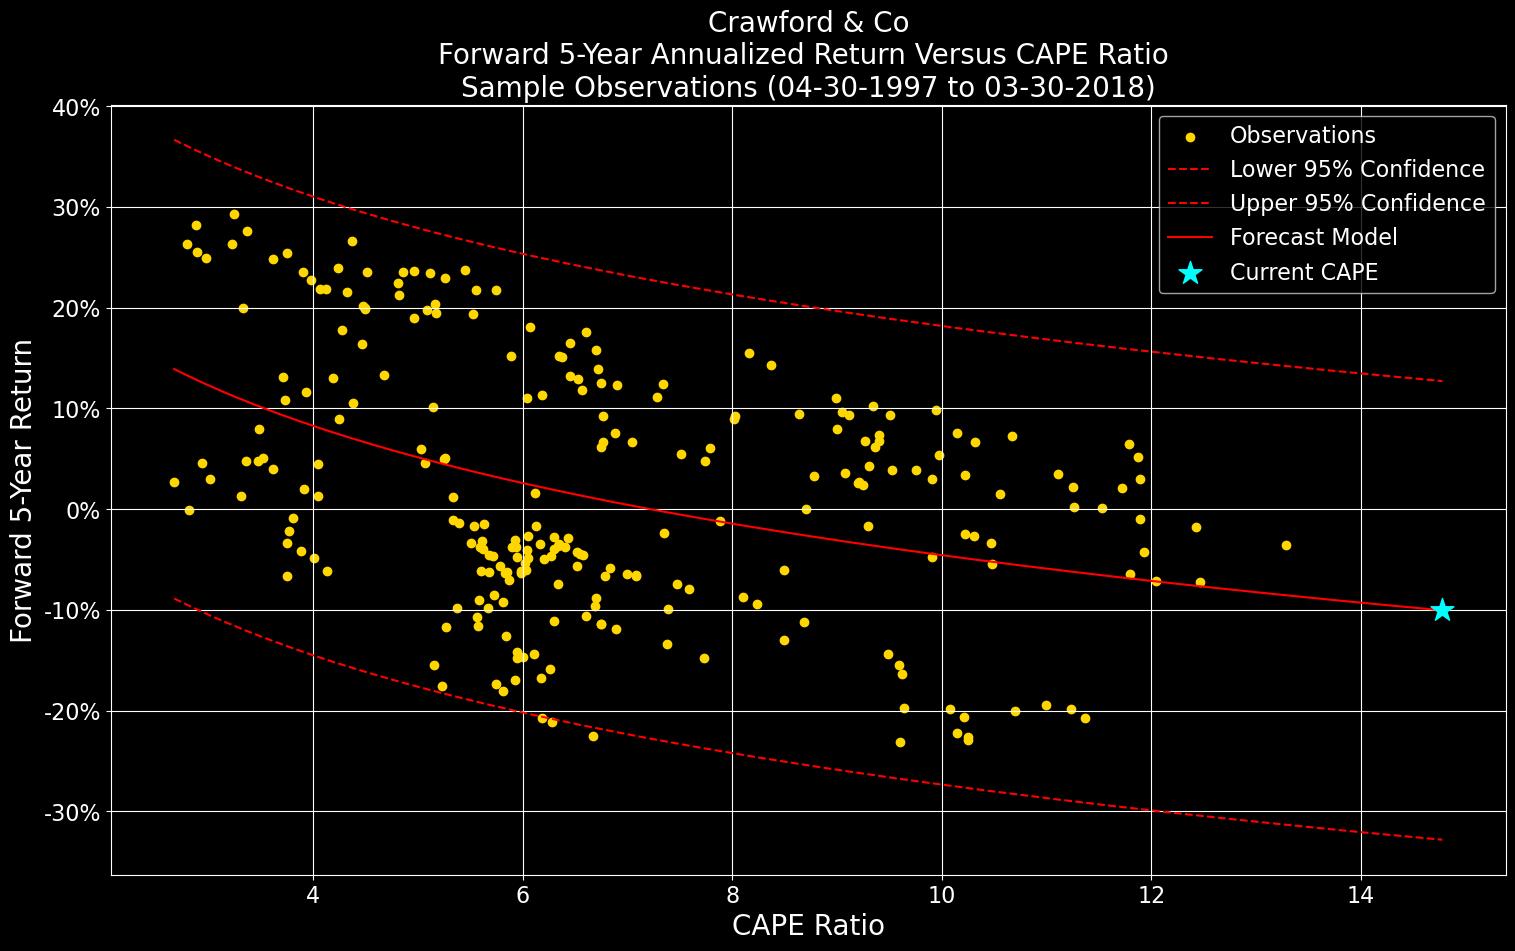 Crawford & Co
Forward 5-Year Annualized Return Versus CAPE Ratio
Sample Observations (04-30-1997 to 03-30-2018)
40%
30%
20%
10%
0%
-10%
-20%
-30%
Forward 5-Year Return
Observations
Lower 95% Confidence
Upper 95% Confidence
Forecast Model
Current CAPE
4
6
8
10
12
14
CAPE Ratio